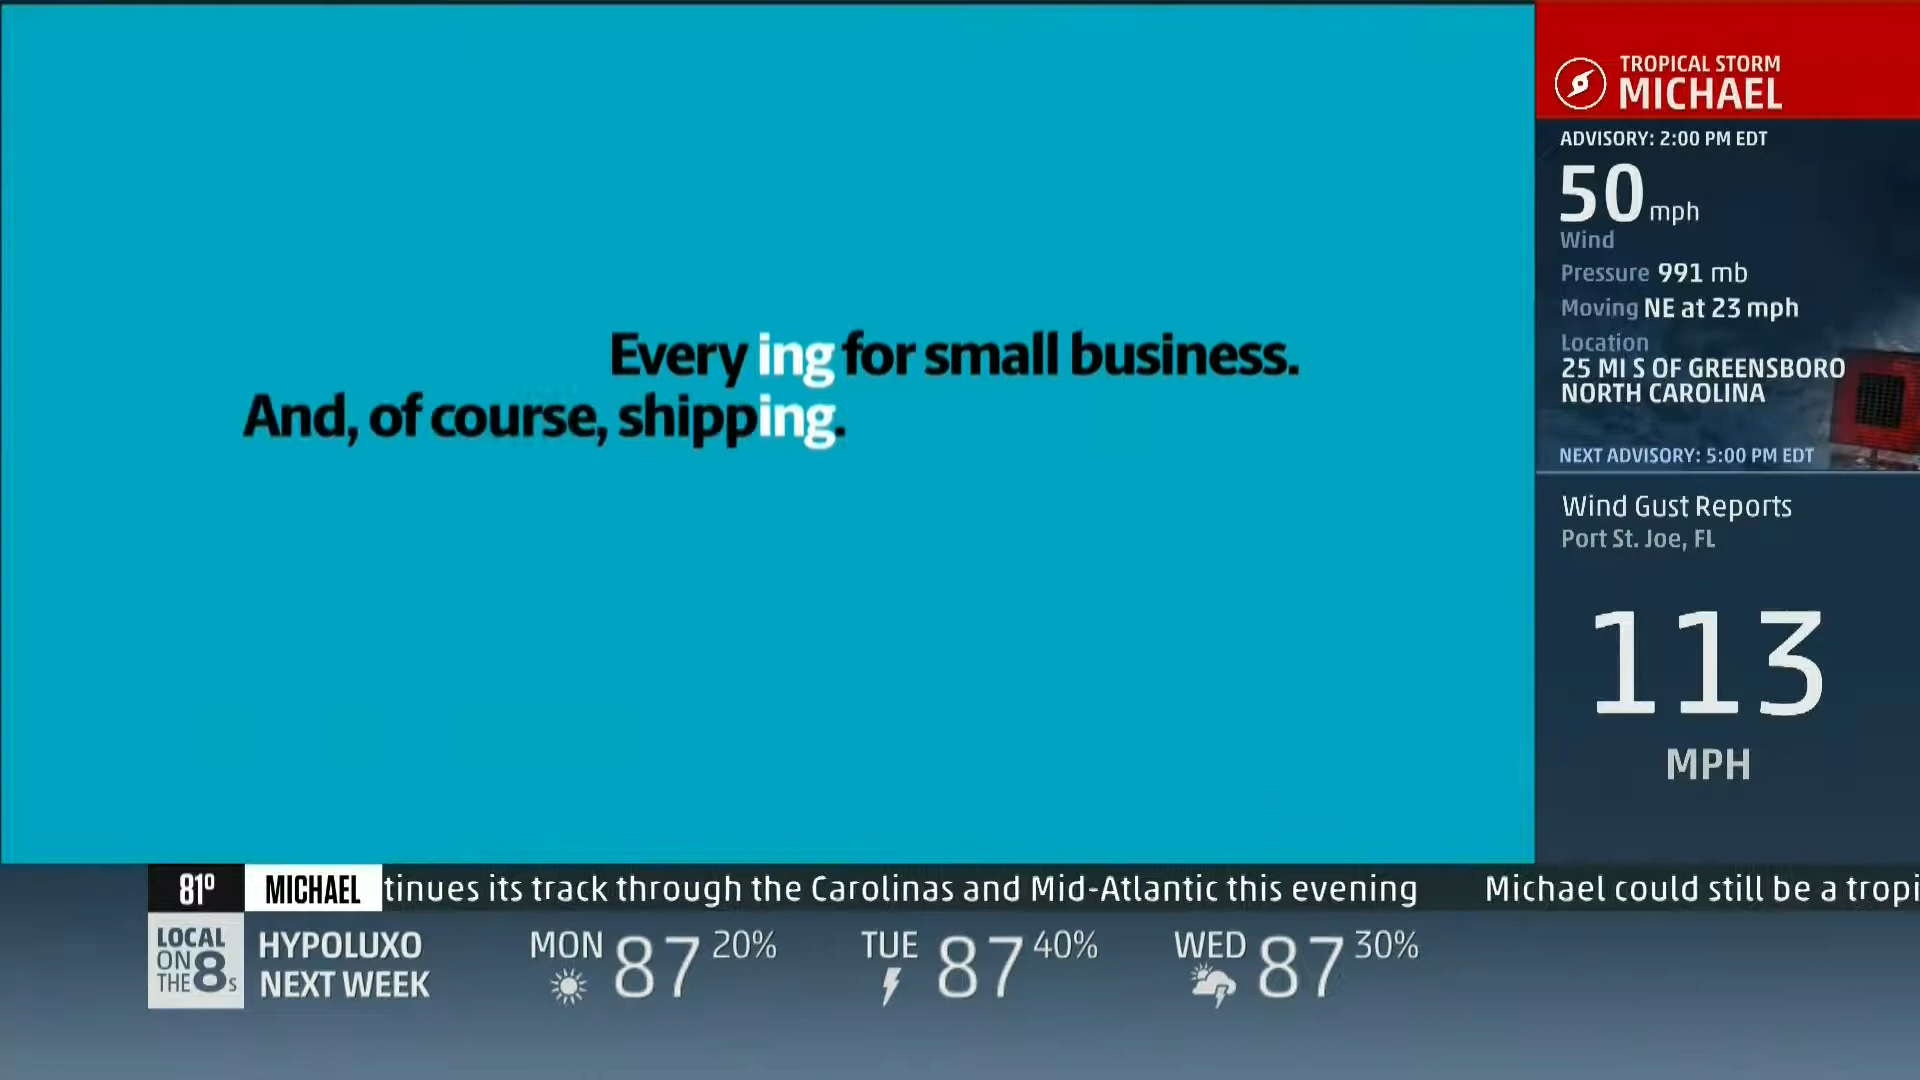 Every ing for small business.
And, of course, shipping.
TROPICAL STORM
MICHAEL
ADVISORY: 2:00 PM EDT
50 mph
Wind
Pressure 991 mb
Moving NE at 23 mph
Location
25 MI S OF GREENSBORO
NORTH CAROLINA
NEXT ADVISORY: 5:00 PM EDT
Wind Gust Reports
Port St. Joe, FL
113
MPH
81° MICHAEL tinues its track through the Carolinas and Mid-Atlantic this evening Michael could still be a tropi
LOCAL
ON
THE 8s
HYPOLUXO
NEXT WEEK
MON 87 20%
TUE 87 40%
WED 87 30%